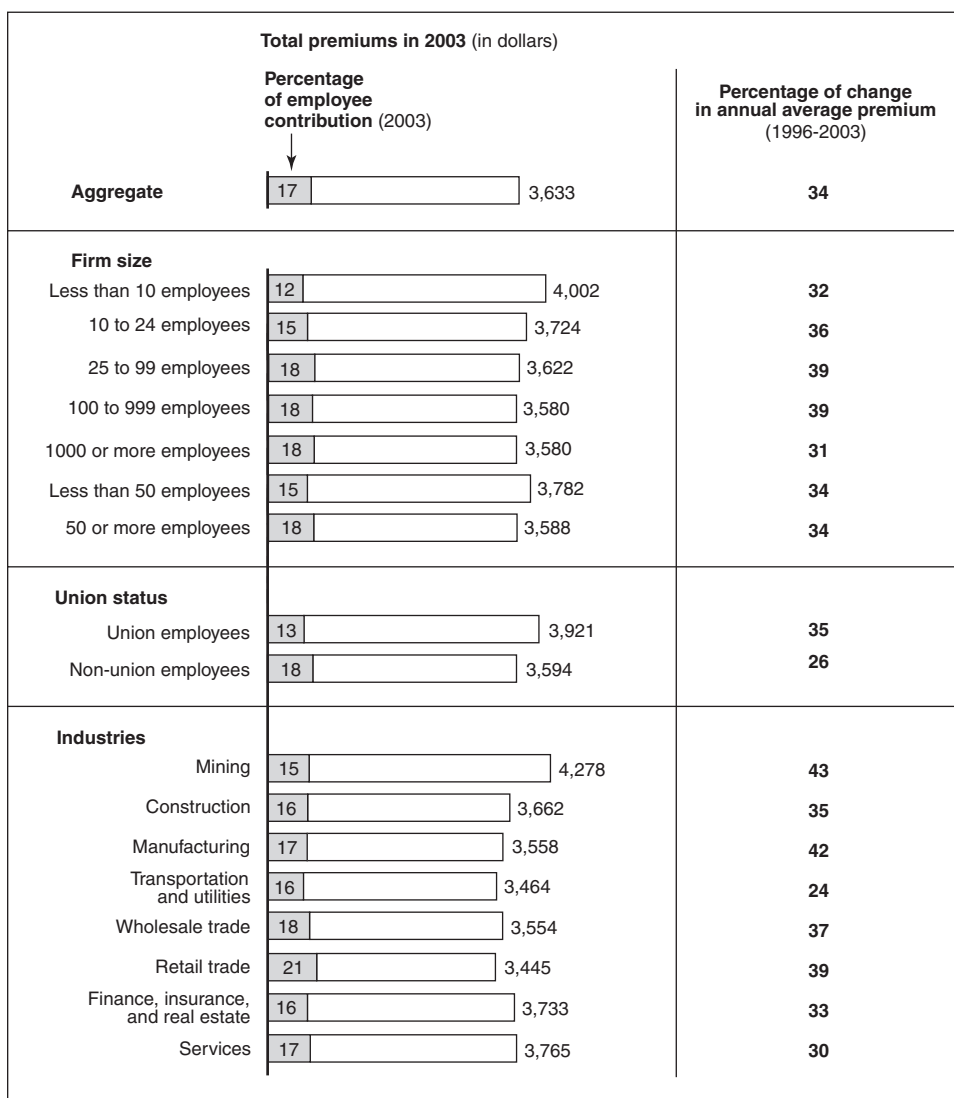 Total premiums in 2003 (in dollars)
Percentage
of employee
contribution (2003)
Percentage of change
in annual average premium
(1996-2003)
Aggregate 17 3,633 34
Firm size
Less than 10 employees 12 4,002 32
10 to 24 employees 15 3,724 36
25 to 99 employees 18 3,622 39
100 to 999 employees 18 3,580 39
1000 or more employees 18 3,580 31
Less than 50 employees 15 3,782 34
50 or more employees 18 3,588 34
Union status
Union employees 13 3,921 35
Non-union employees 18 3,594 26
Industries
Mining 15 4,278 43
Construction 16 3,662 35
Manufacturing 17 3,558 42
Transportation
and utilities 16 3,464 24
Wholesale trade 18 3,554 37
Retail trade 21 3,445 39
Finance, insurance,
and real estate 16 3,733 33
Services 17 3,765 30